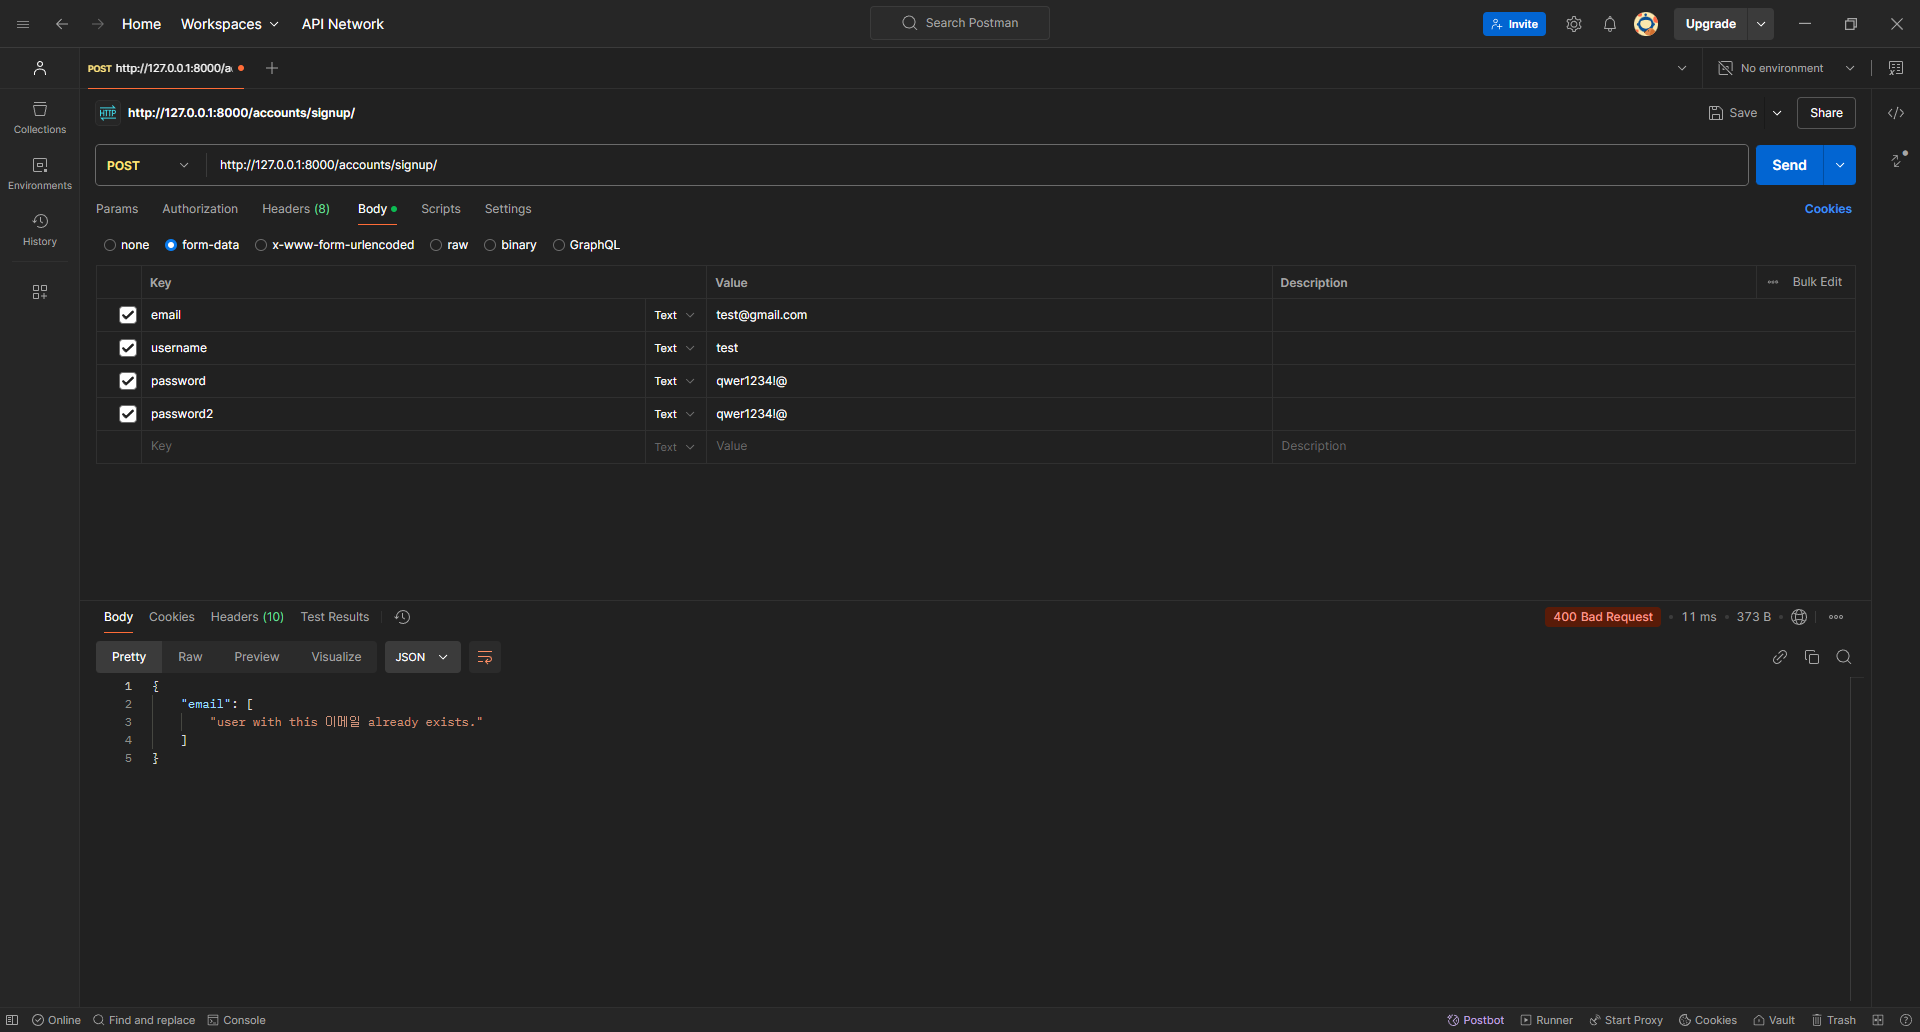 Home Workspaces API Network Search Postman Invite Upgrade
POST http://127.0.0.1:8000/a No environment
Collections
Environments
History
HTTP http://127.0.0.1:8000/accounts/signup/ Save Share
POST http://127.0.0.1:8000/accounts/signup/ Send
Params Authorization Headers (8) Body Scripts Settings Cookies
none form-data x-www-form-urlencoded raw binary GraphQL
Key Value Description Bulk Edit
email Text test@gmail.com
username Text test
password Text qwer1234!@
password2 Text qwer1234!@
Key Text Value Description
Body Cookies Headers (10) Test Results 400 Bad Request 11 ms 373 B
Pretty Raw Preview Visualize JSON
1 {
2 "email": [
3 "user with this 이메일 already exists."
4 ]
5 }
Online Find and replace Console Postbot Runner Start Proxy Cookies Vault Trash